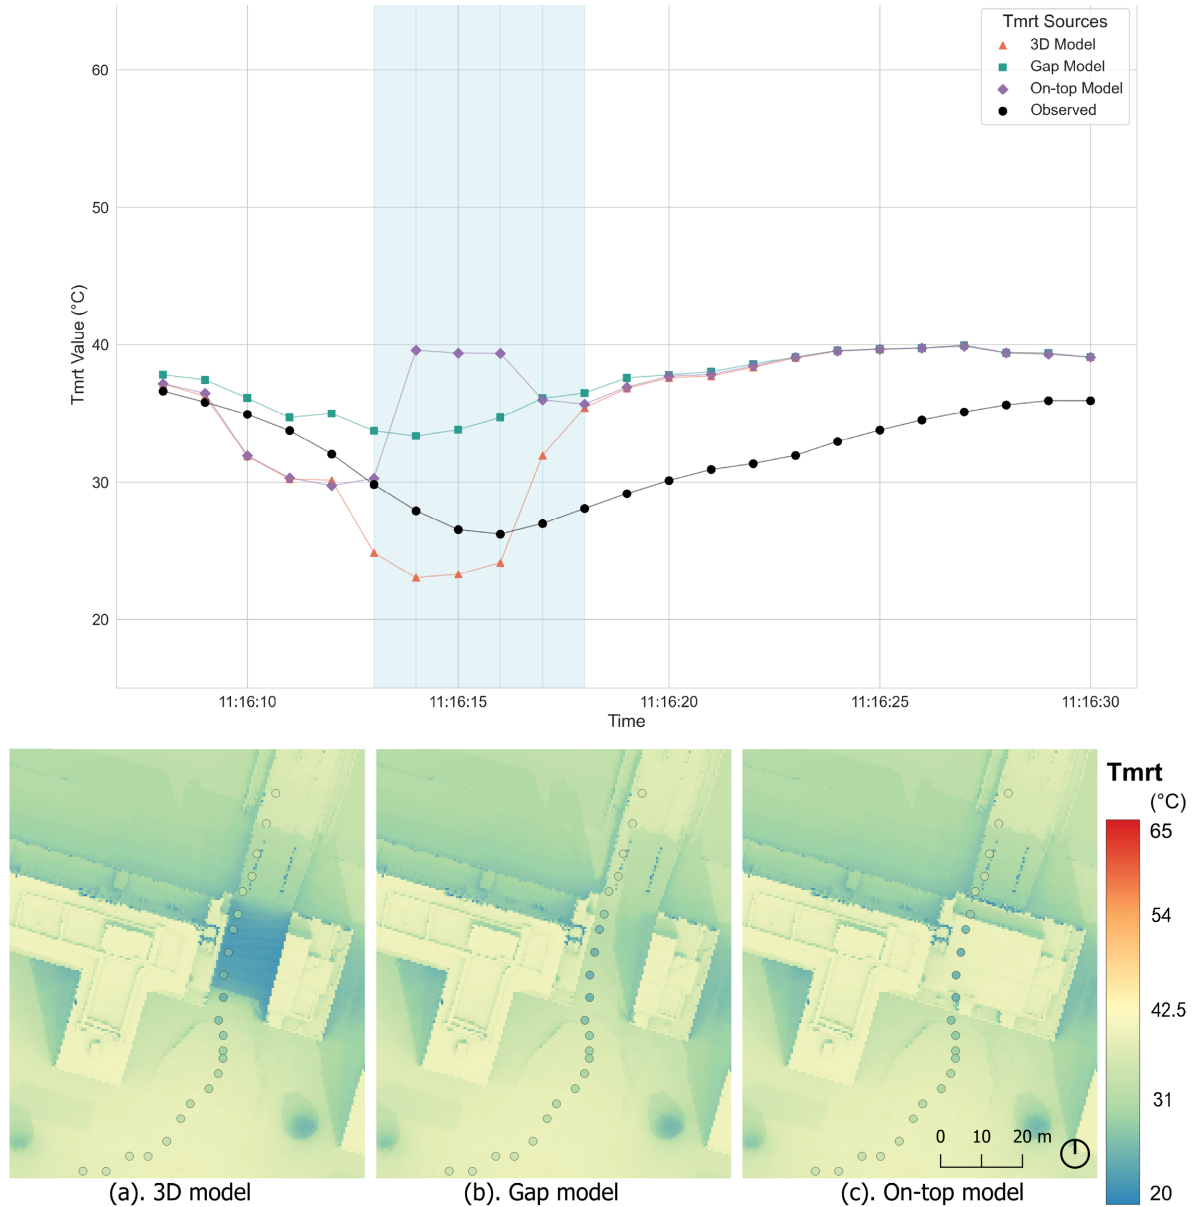 Tmrt Sources
3D Model
Gap Model
On-top Model
Observed
60
50
40
30
20
Tmrt Value (°C)
11:16:10
11:16:15
11:16:20
11:16:25
11:16:30
Time
Tmrt
(°C)
65
54
42.5
31
20
0 10 20 m
(a). 3D model
(b). Gap model
(c). On-top model